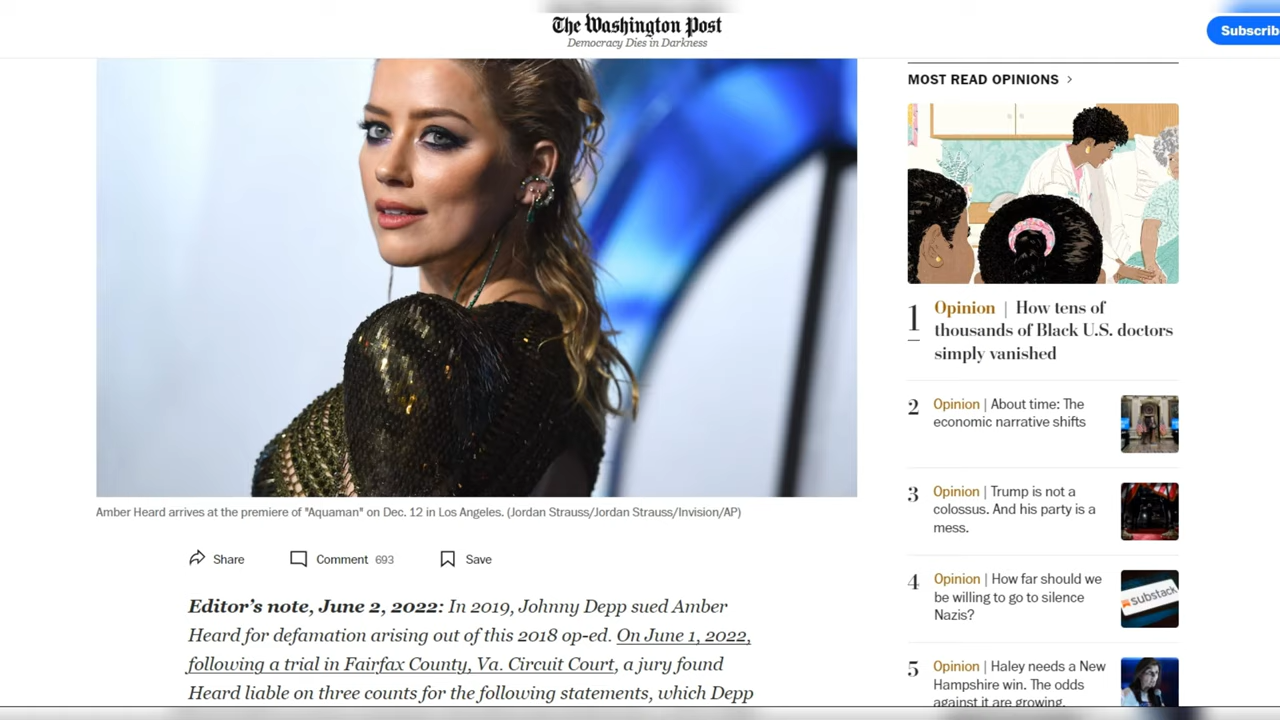 The Washington Post
Democracy Dies in Darkness
Subscrib
Amber Heard arrives at the premiere of "Aquaman" on Dec. 12 in Los Angeles. (Jordan Strauss/Jordan Strauss/Invision/AP)
Share
Comment 693
Save
Editor’s note, June 2, 2022: In 2019, Johnny Depp sued Amber
Heard for defamation arising out of this 2018 op-ed. On June 1, 2022,
following a trial in Fairfax County, Va. Circuit Court, a jury found
Heard liable on three counts for the following statements, which Depp
MOST READ OPINIONS >
1
Opinion | How tens of
thousands of Black U.S. doctors
simply vanished
2
Opinion | About time: The
economic narrative shifts
3
Opinion | Trump is not a
colossus. And his party is a
mess.
4
Opinion | How far should we
be willing to go to silence
Nazis?
substack
5
Opinion | Haley needs a New
Hampshire win. The odds
against it are growing.